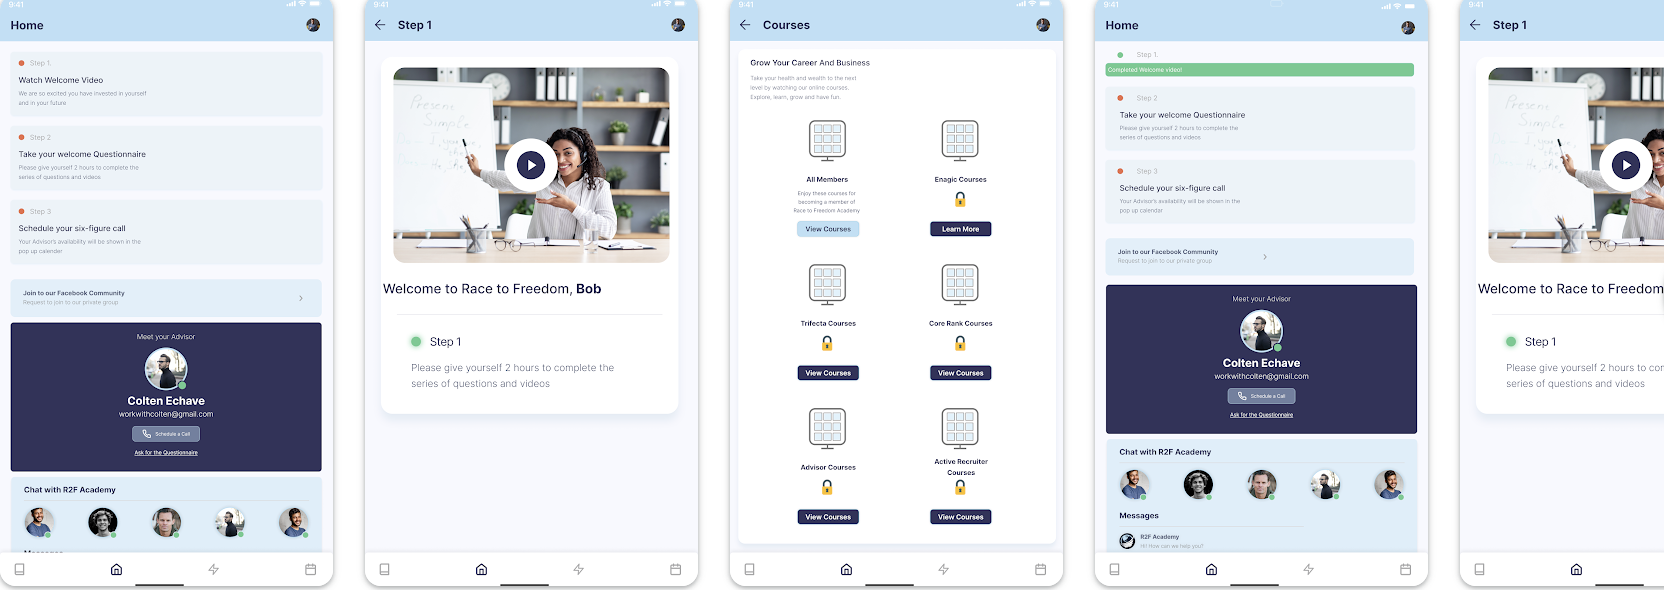 9:41
Home
Step 1.
Watch Welcome Video
We are so excited you have invested in yourself
and in your future
Step 2
Take your welcome Questionnaire
Please give yourself 2 hours to complete the
series of questions and videos
Step 3
Schedule your six-figure call
Your Advisor's availability will be shown in the
pop up calender
Join to our Facebook Community
Request to join to our private group
Meet your Advisor
Colten Echave
workwithcolten@gmail.com
Schedule a Call
Ask for the Questionnaire
Chat with R2F Academy
Messages
9:41
Step 1
Present
Simple
Welcome to Race to Freedom, Bob
Step 1
Please give yourself 2 hours to complete the
series of questions and videos
9:41
Courses
Grow Your Career And Business
Take your health and wealth to the next
level by watching our online courses.
Explore, learn, grow and have fun.
All Members
Enjoy these courses for
becoming a member of
Race to Freedom Academy
View Courses
Enagic Courses
Learn More
Trifecta Courses
View Courses
Core Rank Courses
View Courses
Advisor Courses
View Courses
Active Recruiter
Courses
View Courses
9:41
Home
Step 1.
Completed Welcome video!
Step 2
Take your welcome Questionnaire
Please give yourself 2 hours to complete the
series of questions and videos
Step 3
Schedule your six-figure call
Your Advisor's availability will be shown in the
pop up calendar
Join to our Facebook Community
Request to join to our private group
Meet your Advisor
Colten Echave
workwithcolten@gmail.com
Schedule a Call
Ask for the Questionnaire
Chat with R2F Academy
Messages
R2F Academy
Hi! How can we help you?
9:41
Step 1
Present
Simple
Welcome to Race to Freedom
Step 1
Please give yourself 2 hours to con
series of questions and videos